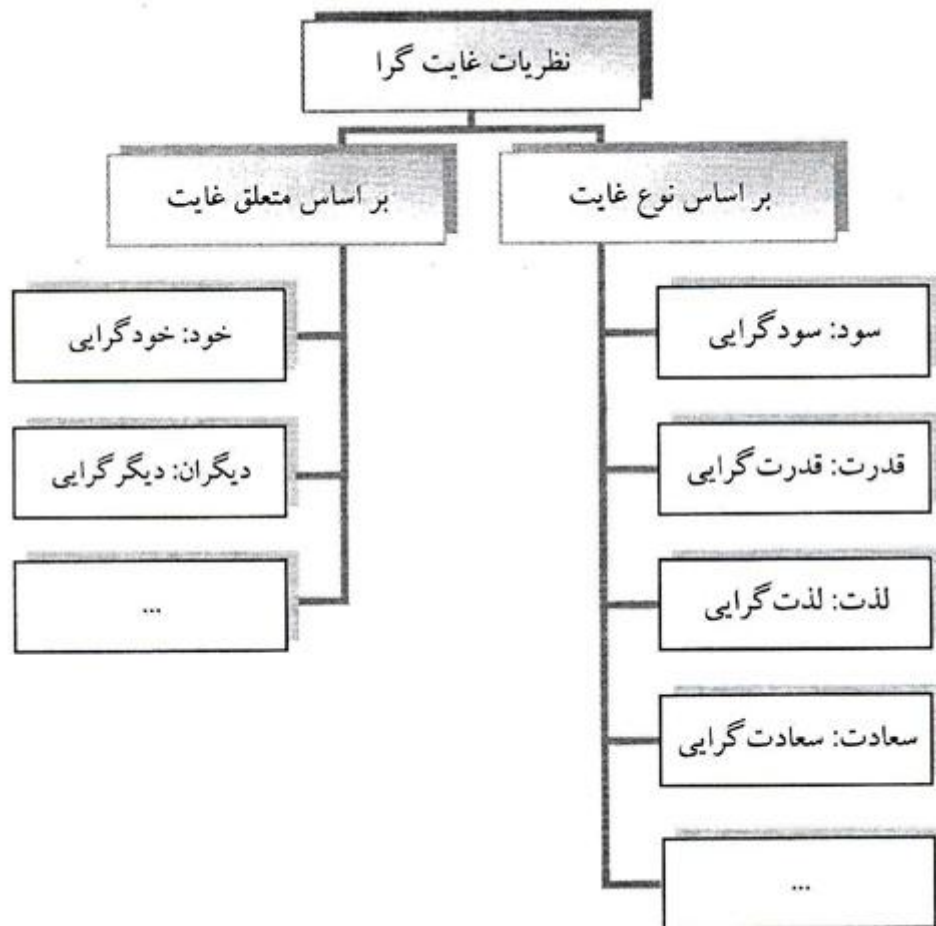 نظریات غایت گرا
بر اساس نوع غایت
بر اساس متعلق غایت
سود: سودگرایی
قدرت: قدرت‌گرایی
لذت: لذت‌گرایی
سعادت: سعادت‌گرایی
...
خود: خودگرایی
دیگران: دیگرگرایی
...